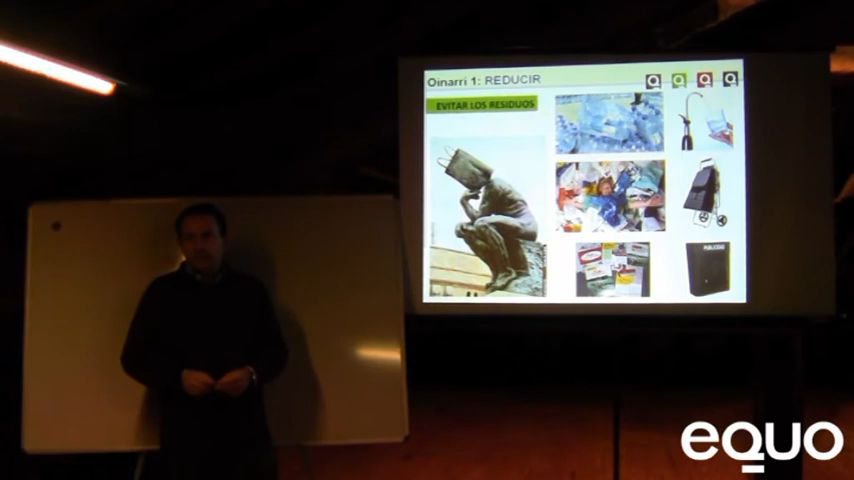 Oinarri 1: REDUCIR
EVITAR LOS RESIDUOS
PUBLICIDAD
equo